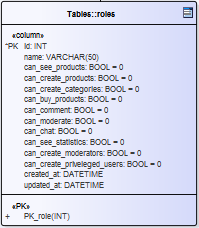 Tables::roles
«column»
*PK Id: INT
name: VARCHAR(50)
can_see_products: BOOL = 0
can_create_products: BOOL = 0
can_create_categories: BOOL = 0
can_buy_products: BOOL = 0
can_comment: BOOL = 0
can_moderate: BOOL = 0
can_chat: BOOL = 0
can_see_statistics: BOOL = 0
can_create_moderators: BOOL = 0
can_create_priveleged_users: BOOL = 0
created_at: DATETIME
updated_at: DATETIME
«PK»
+ PK_role(INT)